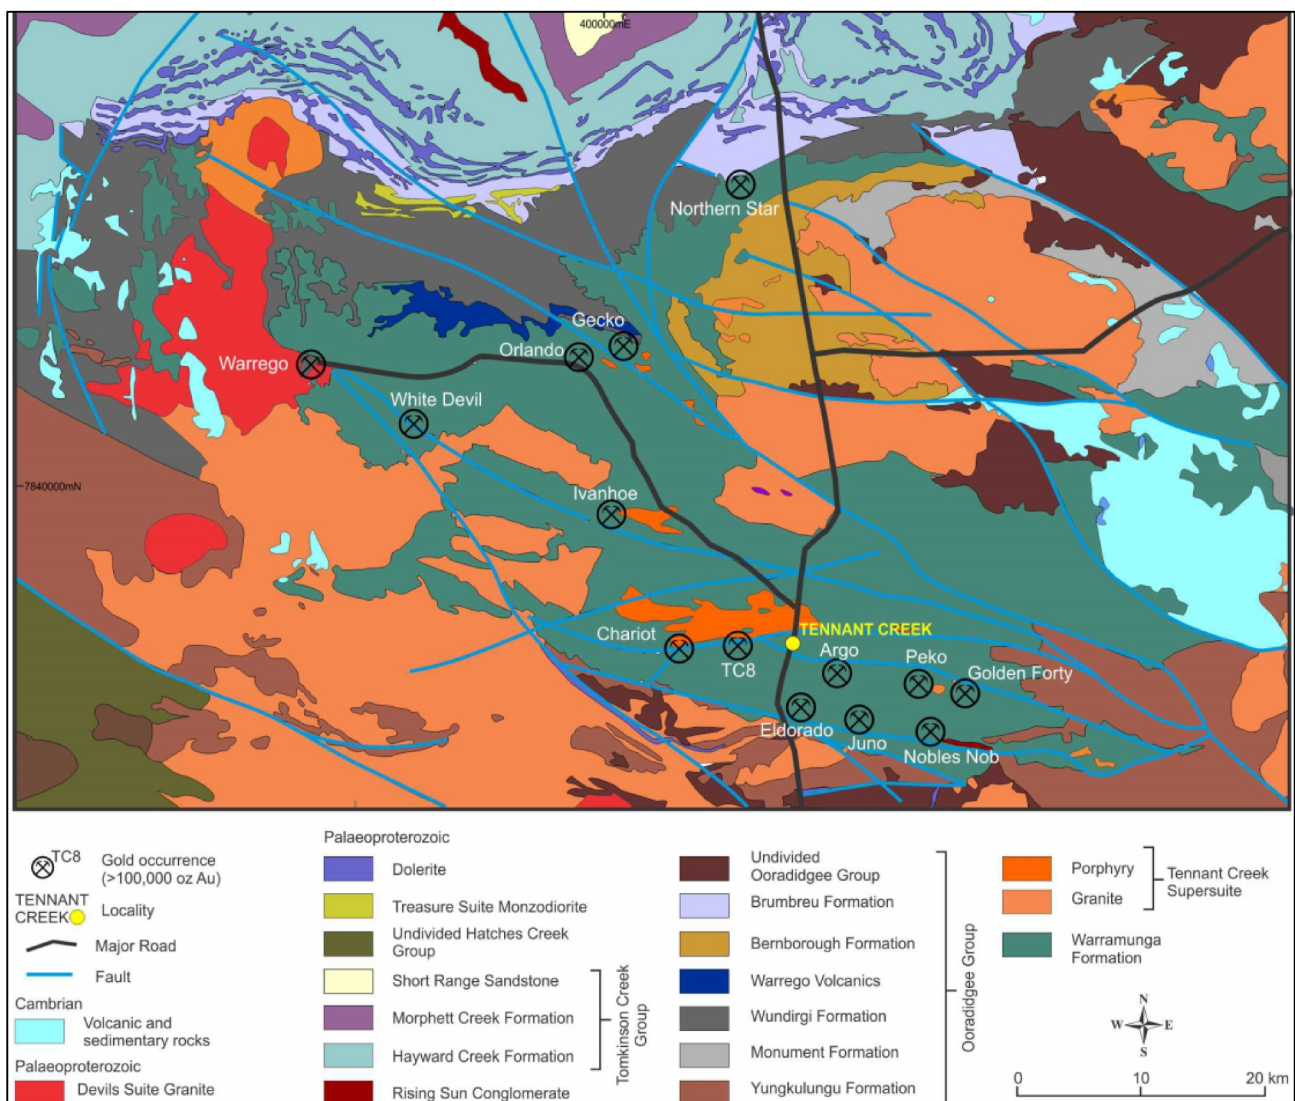 400000mE
Northern Star
Gecko
Orlando
Warrego
White Devil
7840000mN
Ivanhoe
TENNANT CREEK
Chariot
TC8
Argo
Peko
Golden Forty
Eldorado
Juno
Nobles Nob
TC8
Gold occurrence
(>100,000 oz Au)
TENNANT
CREEK
Locality
Major Road
Fault
Cambrian
Volcanic and
sedimentary rocks
Palaeoproterozoic
Devils Suite Granite
Palaeoproterozoic
Dolerite
Treasure Suite Monzodiorite
Undivided Hatches Creek
Group
Short Range Sandstone
Morphett Creek Formation
Hayward Creek Formation
Tomkinson Creek
Group
Rising Sun Conglomerate
Undivided
Ooradidgee Group
Brumbreu Formation
Bernborough Formation
Warrego Volcanics
Wundirgi Formation
Monument Formation
Yungkulungu Formation
Ooradidgee Group
Porphyry
Granite
Tennant Creek
Supersuite
Warramunga
Formation
N
W E
S
0 10 20 km